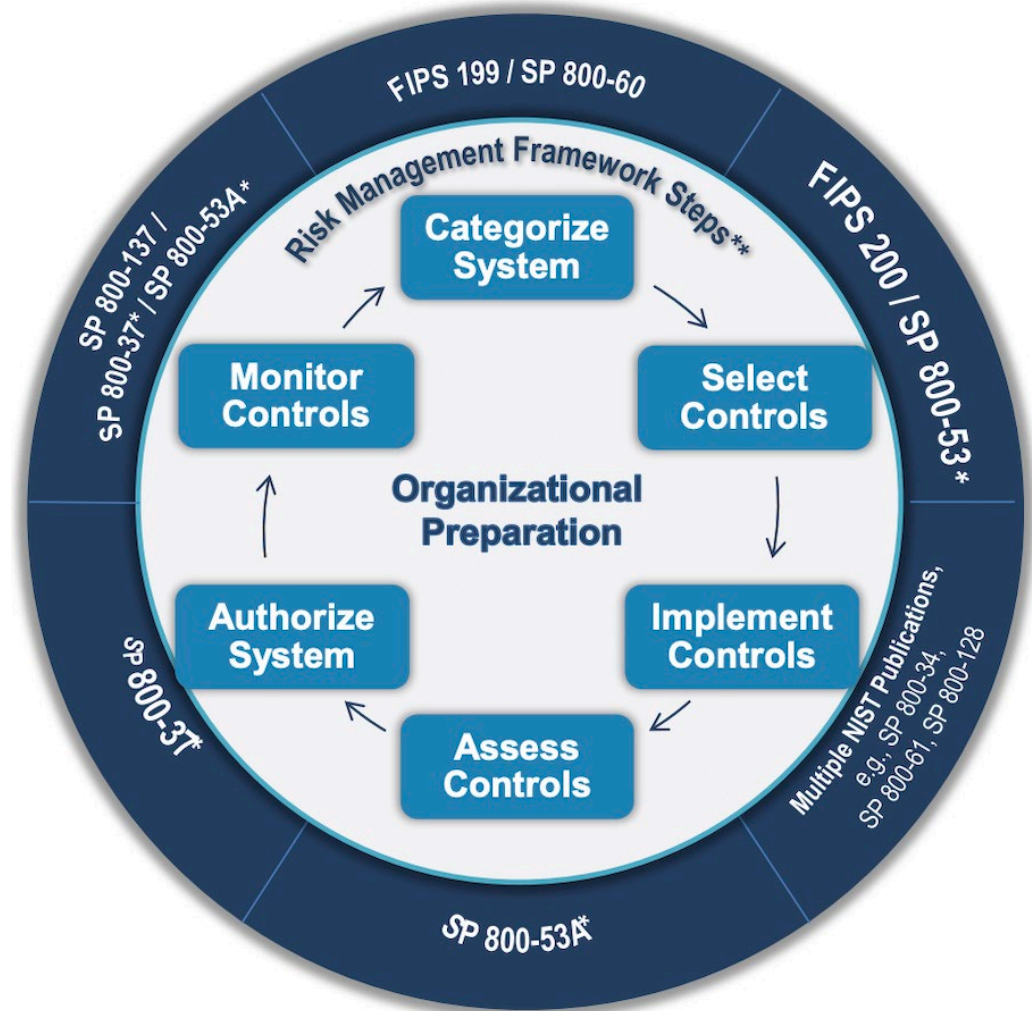 FIPS 199 / SP 800-60
FIPS 200 / SP 800-53*
Multiple NIST Publications,
e.g., SP 800-34,
SP 800-61, SP 800-128
SP 800-53A*
SP 800-37*
SP 800-137 /
SP 800-37* / SP 800-53A*
Risk Management Framework Steps**
Categorize
System
Select
Controls
Implement
Controls
Assess
Controls
Authorize
System
Monitor
Controls
Organizational
Preparation